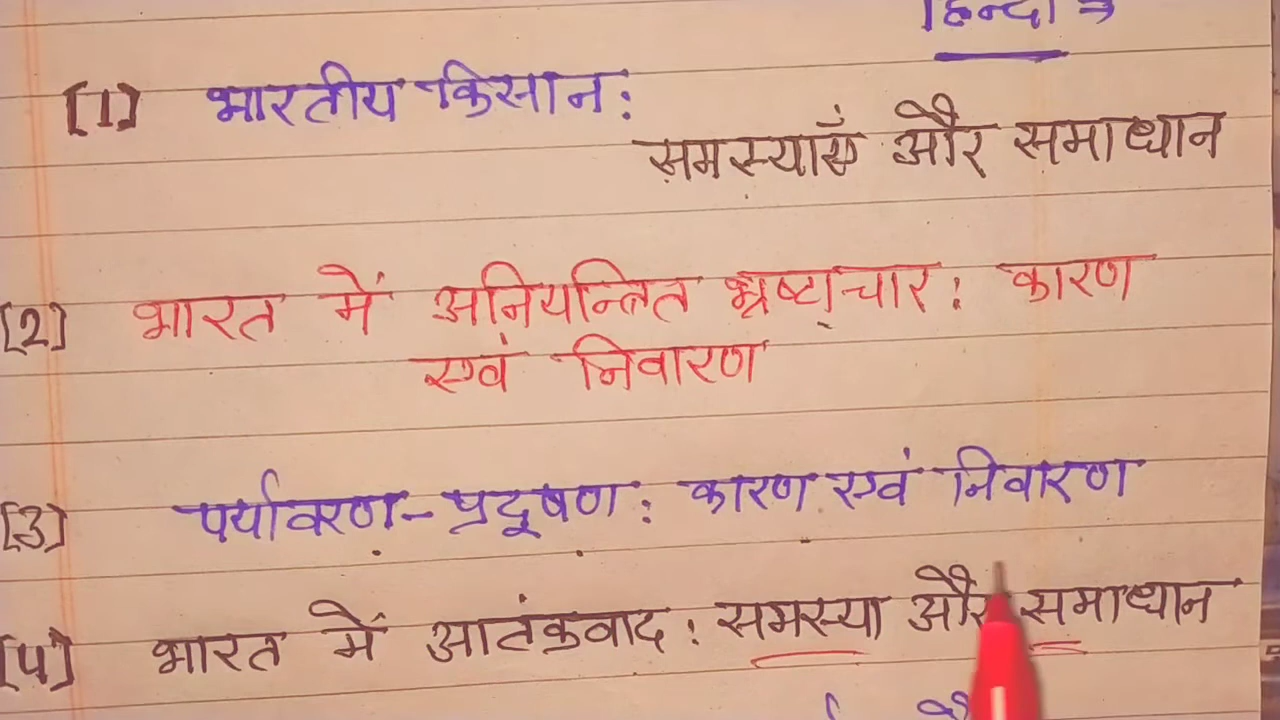 हिन्दी →
[1] भारतीय किसान:
समस्याएँ और समाधान
[2] भारत में अनियन्त्रित भ्रष्टाचार: कारण
एवं निवारण
[3] पर्यावरण-प्रदूषण: कारण एवं निवारण
[4] भारत में आतंकवाद: समस्या और समाधान